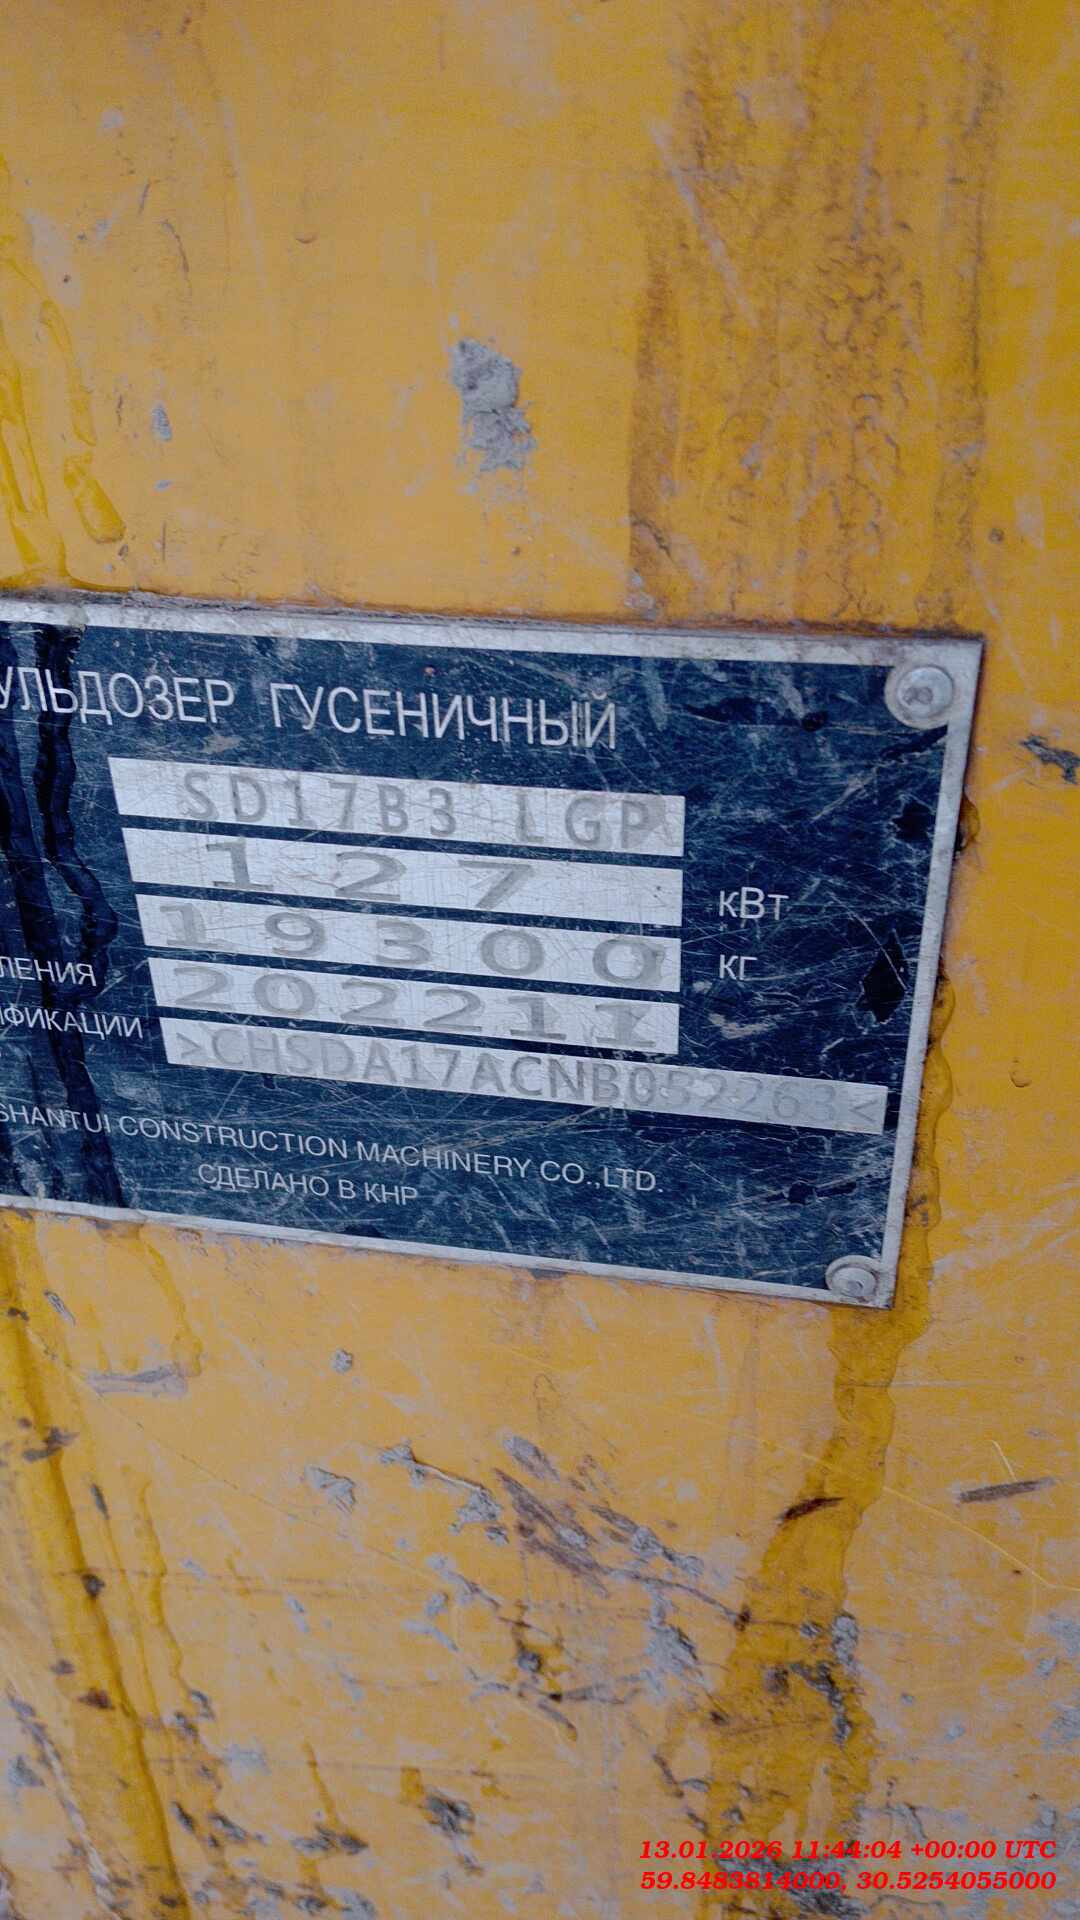 УЛЬДОЗЕР ГУСЕНИЧНЫЙ
SD17B3 LGP
127 кВт
19300 кг
ЛЕНИЯ 202211
ФИКАЦИИ >CHSDA17ACNB052263<
SHANTUI CONSTRUCTION MACHINERY CO.,LTD.
СДЕЛАНО В КНР
13.01.2026 11:44:04 +00:00 UTC
59.8483814000, 30.5254055000